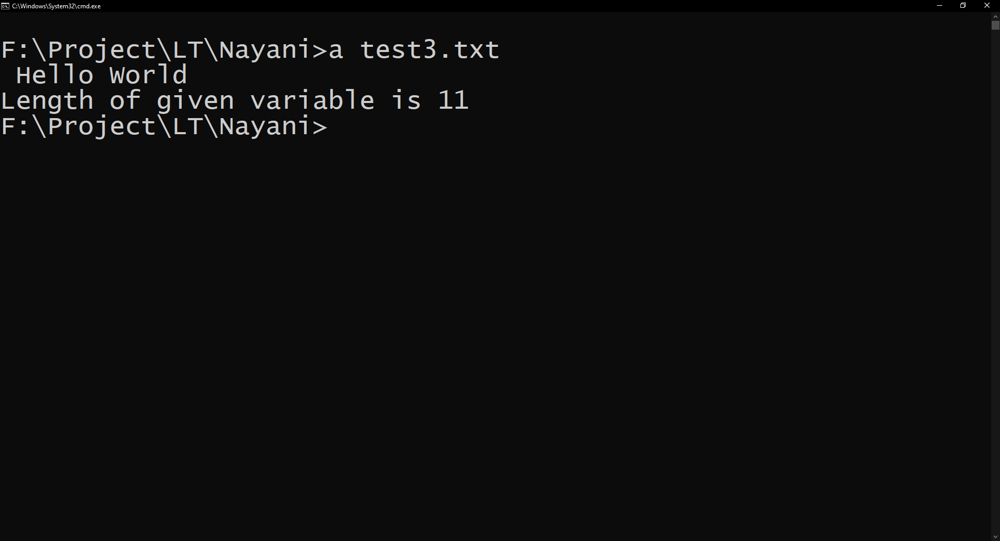 C:\Windows\System32\cmd.exe
F:\Project\LT\Nayani>a test3.txt
 Hello World
Length of given variable is 11
F:\Project\LT\Nayani>